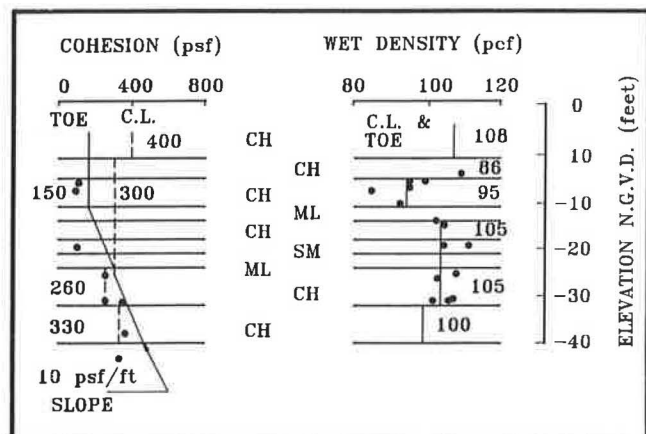 COHESION (psf) WET DENSITY (pcf)
0 400 800 80 100 120
TOE C.L. C.L. & TOE 0
400 CH 108
10
CH 86
150 300 CH 95
-10
ML
CH 105
-20
SM
ML
260 CH 105
-30
330 CH 100
-40
10 psf/ft
SLOPE
ELEVATION N.G.V.D. (feet)